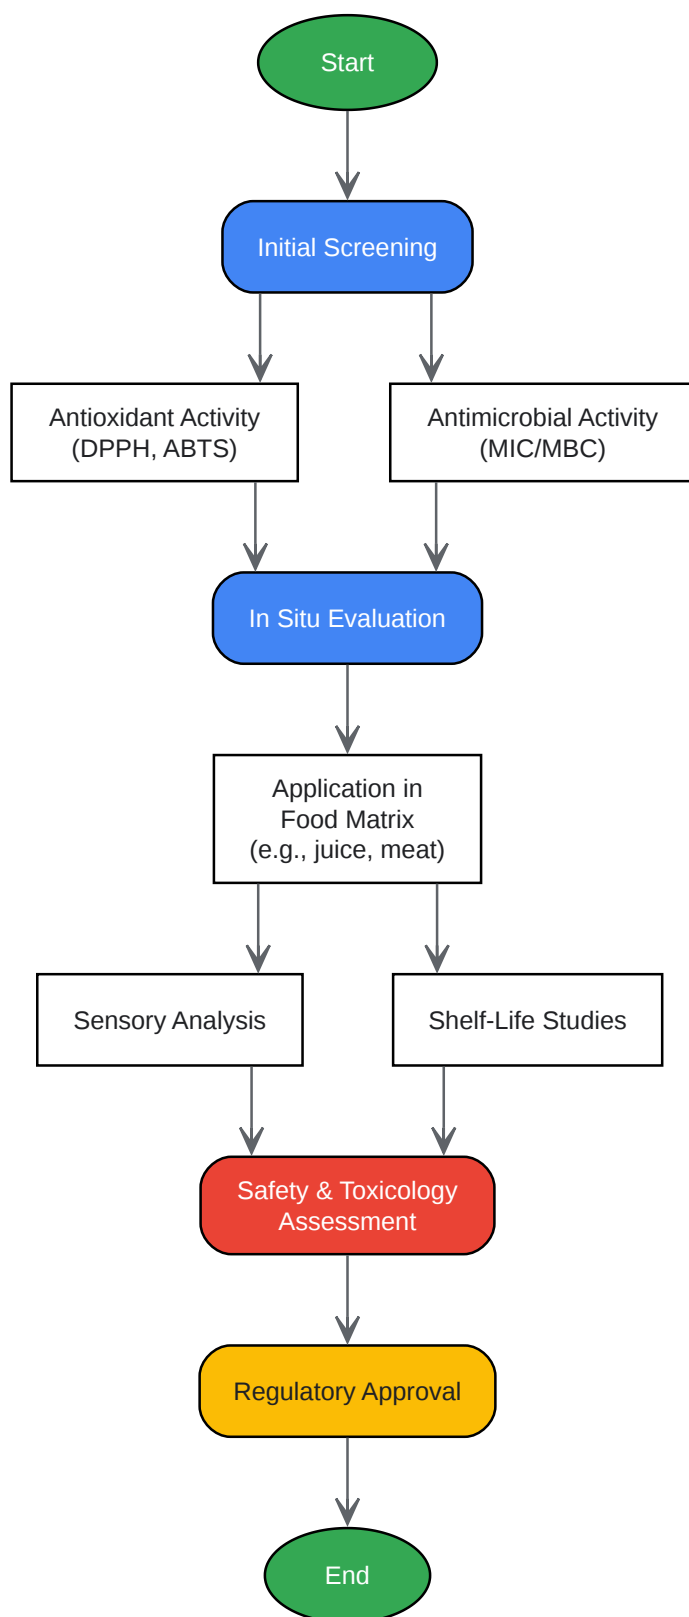 Start
Initial Screening
Antioxidant Activity
(DPPH, ABTS)
Antimicrobial Activity
(MIC/MBC)
In Situ Evaluation
Application in
Food Matrix
(e.g., juice, meat)
Sensory Analysis
Shelf-Life Studies
Safety & Toxicology
Assessment
Regulatory Approval
End